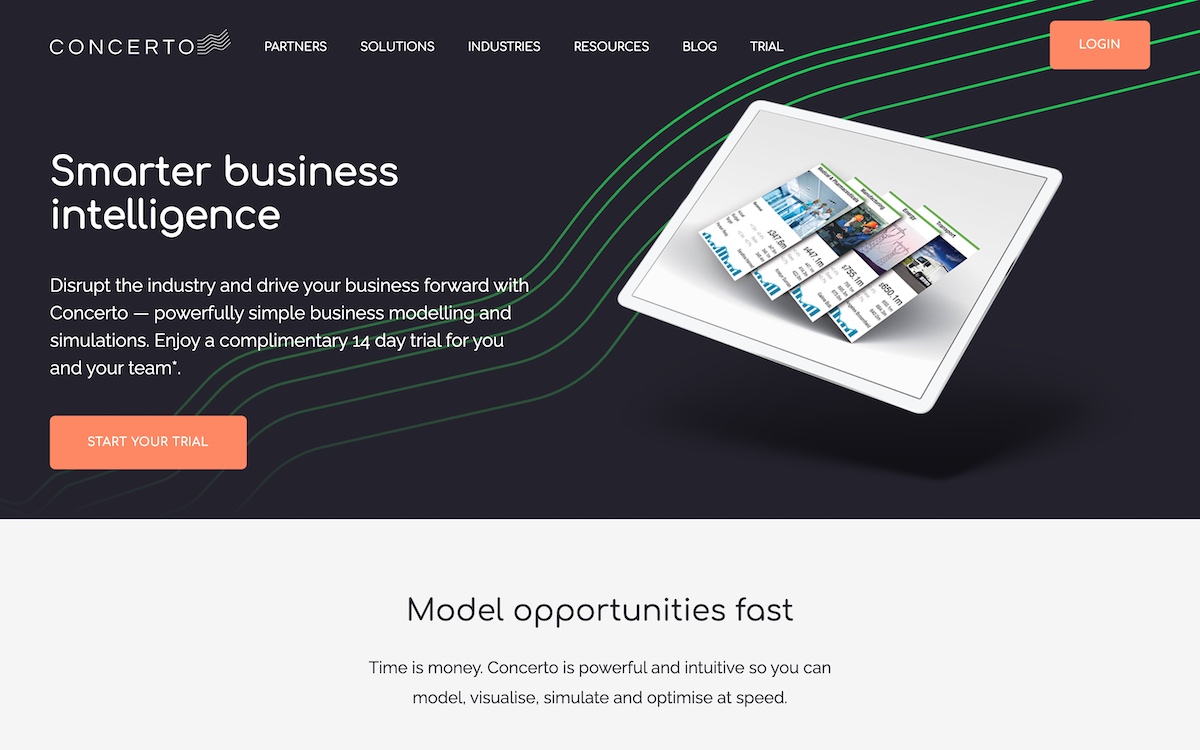 CONCERTO
PARTNERS SOLUTIONS INDUSTRIES RESOURCES BLOG TRIAL
LOGIN
Smarter business
intelligence
Disrupt the industry and drive your business forward with
Concerto — powerfully simple business modelling and
simulations. Enjoy a complimentary 14 day trial for you
and your team*.
START YOUR TRIAL
Manufacturing
Energy
Transport
$347.6m
$447.1m
$755.1m
$650.1m
Model opportunities fast
Time is money. Concerto is powerful and intuitive so you can
model, visualise, simulate and optimise at speed.